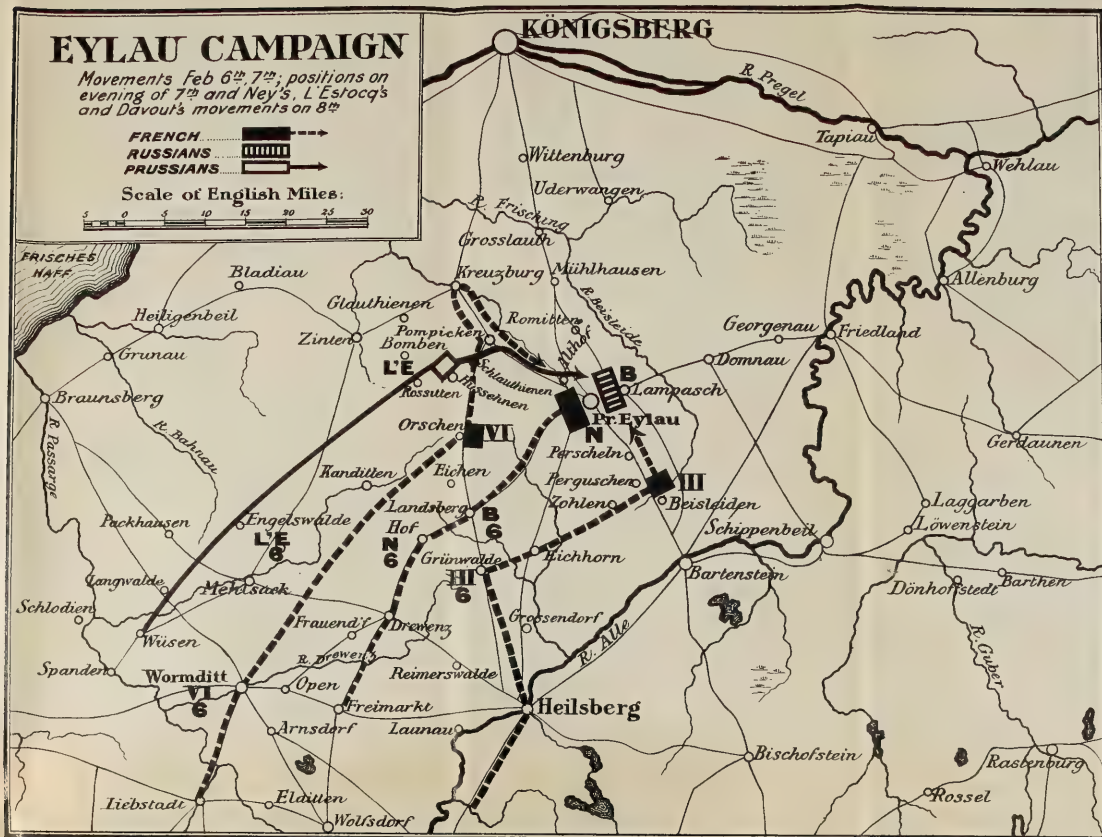 EYLAU CAMPAIGN
Movements Feb 6th, 7th; positions on
evening of 7th and Ney's, L'Estocq's
and Davout's movements on 8th
FRENCH
RUSSIANS
PRUSSIANS
Scale of English Miles:
5 0 5 10 15 20 25 30
KÖNIGSBERG
R. Pregel
Tapiau
Wehlau
Wittenburg
Uderwangen
R. Frisching
Grosslauth
FRISCHES
HAFF
Bladiau
Kreuzburg
Mühlhausen
Allenburg
Glauthienen
R. Beisleide
Heiligenbeil
Zinten
Pompicken
Romitten
Georgenau
Friedland
Bomben
Althof
Grunau
L'E
Schlauthienen
Domnau
Rossitten
Hussehnen
B
Lampasch
Braunsberg
R. Passarge
R. Bahnau
Orschen
VI
N
Pr. Eylau
Gerdaunen
Perscheln
Kanditten
Eichen
Perguschen
III
Zohlen
Beisleiden
Laggarben
Packhausen
Engelswalde
Landsberg
B
6
Löwenstein
L'E
6
Hof
N6
Schippenbeil
Grünwalde
Eichhorn
III
6
Bartenstein
Barthen
Langwalde
Mehlsack
Dönhofstedt
Schlodien
Wüsen
Frauend'f
Drewenz
Grossendorf
R. Alle
R. Guber
Spanden
R. Drewenz
Reimerswalde
Wormditt
VI
6
Open
Freimarkt
Heilsberg
Arnsdorf
Launau
Bischofstein
Rastenburg
Liebstadt
Elditten
Wolfsdorf
Rossel